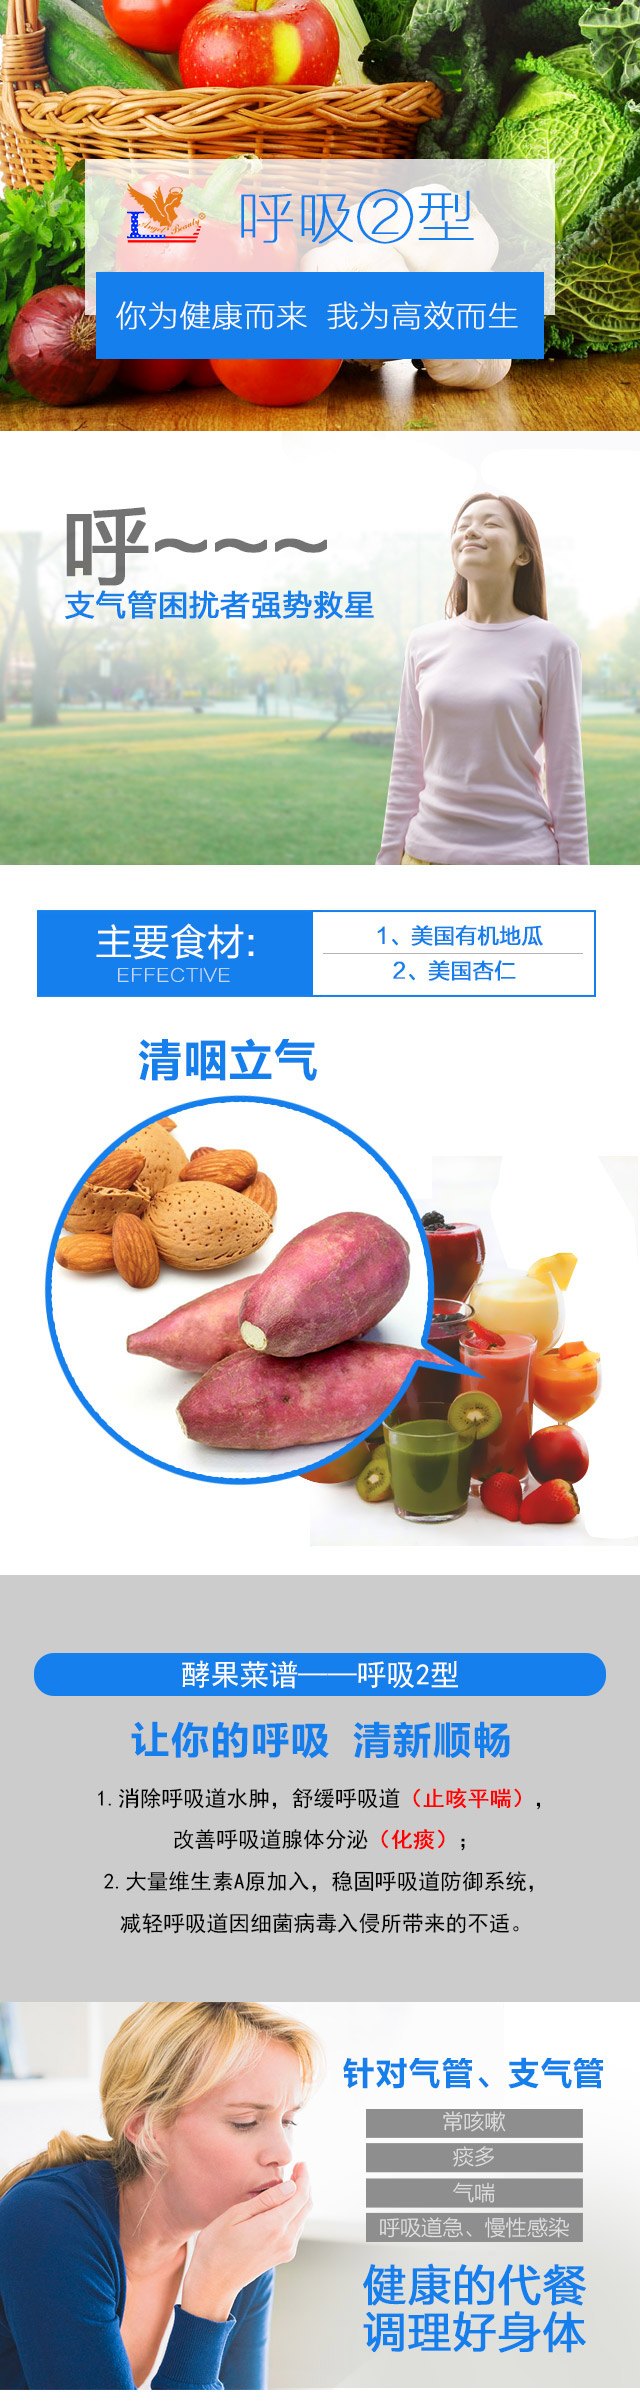 Angel Beauty®
呼吸②型
你为健康而来 我为高效而生
呼~~~
支气管困扰者强势救星
主要食材:
EFFECTIVE
1、美国有机地瓜
2、美国杏仁
清咽立气
酵果菜谱——呼吸2型
让你的呼吸 清新顺畅
1.消除呼吸道水肿，舒缓呼吸道（止咳平喘），
改善呼吸道腺体分泌（化痰）；
2.大量维生素A原加入，稳固呼吸道防御系统，
减轻呼吸道因细菌病毒入侵所带来的不适。
针对气管、支气管
常咳嗽
痰多
气喘
呼吸道急、慢性感染
健康的代餐
调理好身体